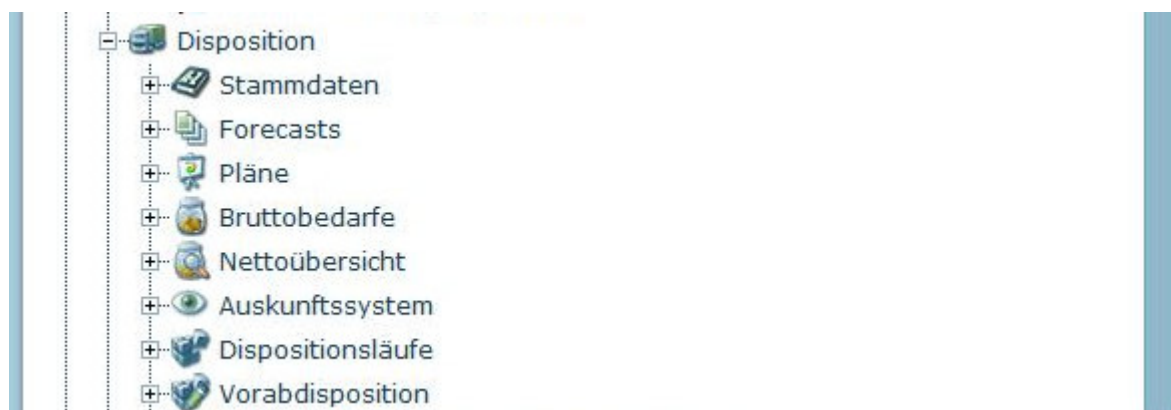 Disposition
Stammdaten
Forecasts
Pläne
Bruttobedarfe
Nettoübersicht
Auskunftssystem
Dispositionsläufe
Vorabdisposition